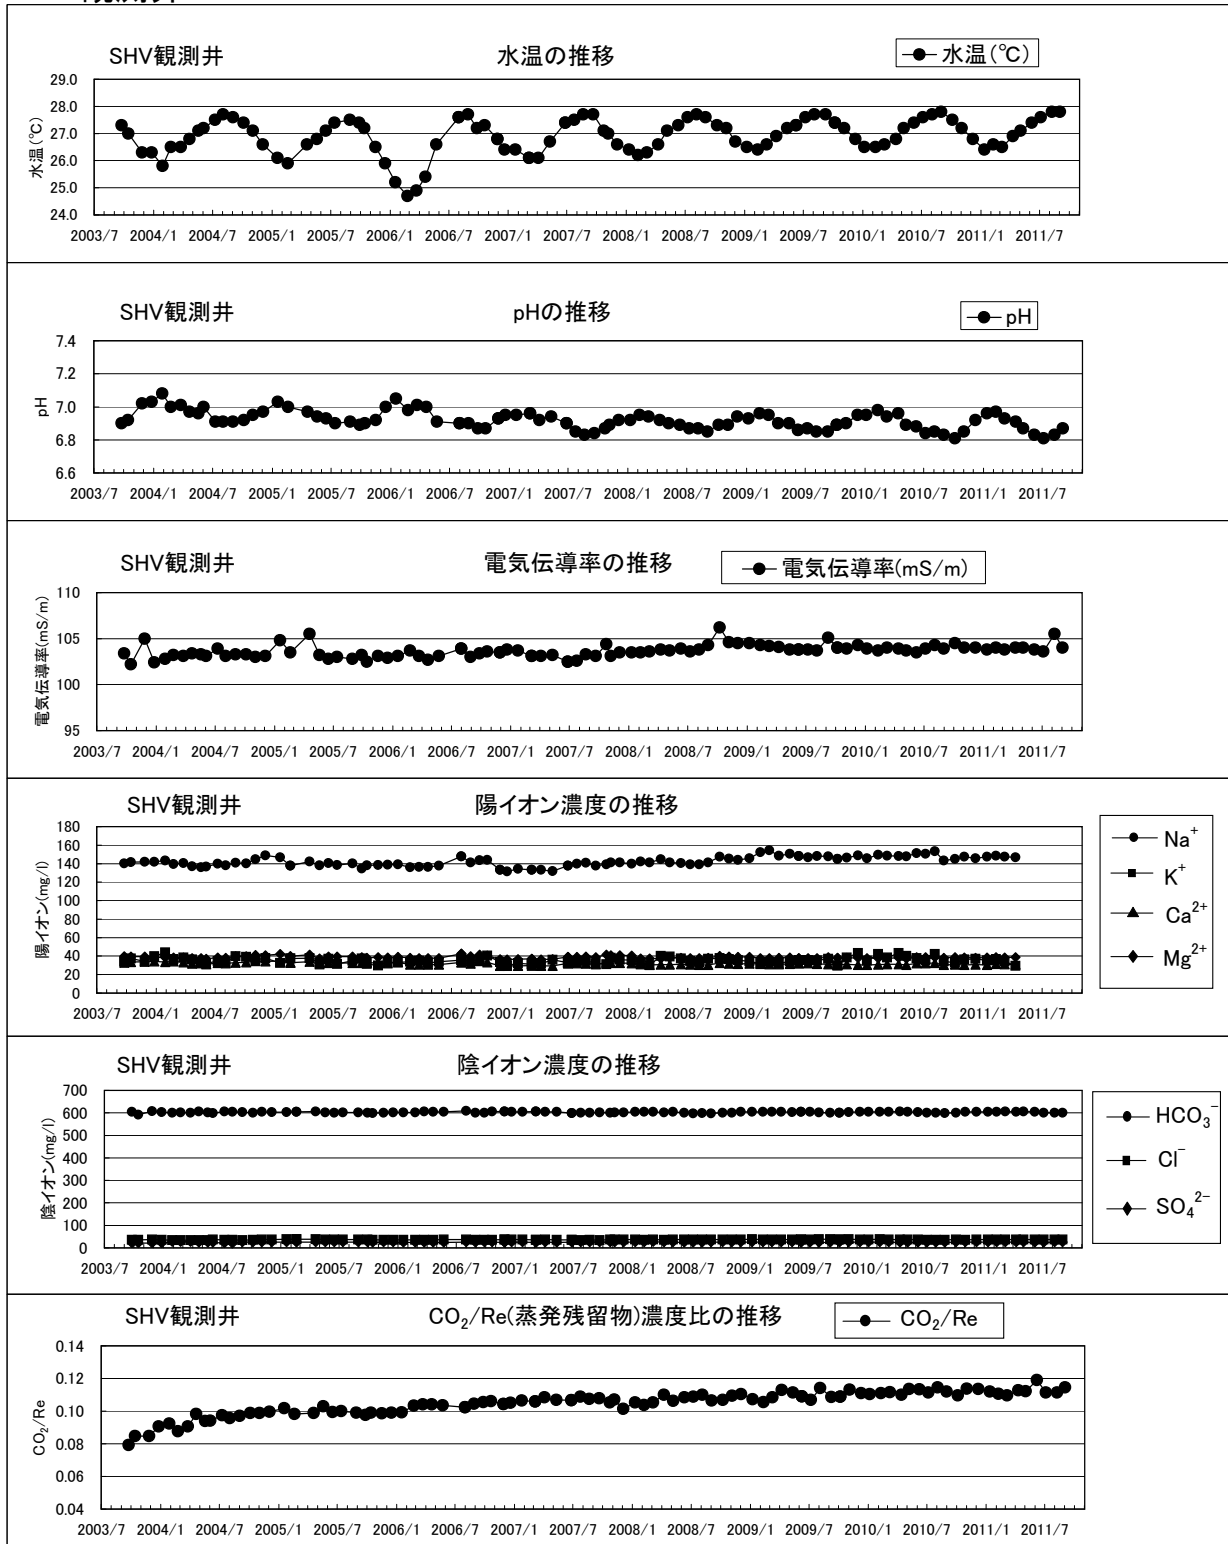 SHV観測井 水温の推移 水温(℃)
29.0
28.0
27.0
26.0
25.0
24.0
水温(℃)
2003/7 2004/1 2004/7 2005/1 2005/7 2006/1 2006/7 2007/1 2007/7 2008/1 2008/7 2009/1 2009/7 2010/1 2010/7 2011/1 2011/7
SHV観測井 pHの推移 pH
7.4
7.2
7.0
6.8
6.6
pH
2003/7 2004/1 2004/7 2005/1 2005/7 2006/1 2006/7 2007/1 2007/7 2008/1 2008/7 2009/1 2009/7 2010/1 2010/7 2011/1 2011/7
SHV観測井 電気伝導率の推移 電気伝導率(mS/m)
110
105
100
95
電気伝導率(mS/m)
2003/7 2004/1 2004/7 2005/1 2005/7 2006/1 2006/7 2007/1 2007/7 2008/1 2008/7 2009/1 2009/7 2010/1 2010/7 2011/1 2011/7
SHV観測井 陽イオン濃度の推移
180
160
140
120
100
80
60
40
20
0
陽イオン(mg/l)
Na⁺
K⁺
Ca²⁺
Mg²⁺
2003/7 2004/1 2004/7 2005/1 2005/7 2006/1 2006/7 2007/1 2007/7 2008/1 2008/7 2009/1 2009/7 2010/1 2010/7 2011/1 2011/7
SHV観測井 陰イオン濃度の推移
700
600
500
400
300
200
100
0
陰イオン(mg/l)
HCO₃⁻
Cl⁻
SO₄²⁻
2003/7 2004/1 2004/7 2005/1 2005/7 2006/1 2006/7 2007/1 2007/7 2008/1 2008/7 2009/1 2009/7 2010/1 2010/7 2011/1 2011/7
SHV観測井 CO₂/Re(蒸発残留物)濃度比の推移 CO₂/Re
0.14
0.12
0.10
0.08
0.06
0.04
CO₂/Re
2003/7 2004/1 2004/7 2005/1 2005/7 2006/1 2006/7 2007/1 2007/7 2008/1 2008/7 2009/1 2009/7 2010/1 2010/7 2011/1 2011/7